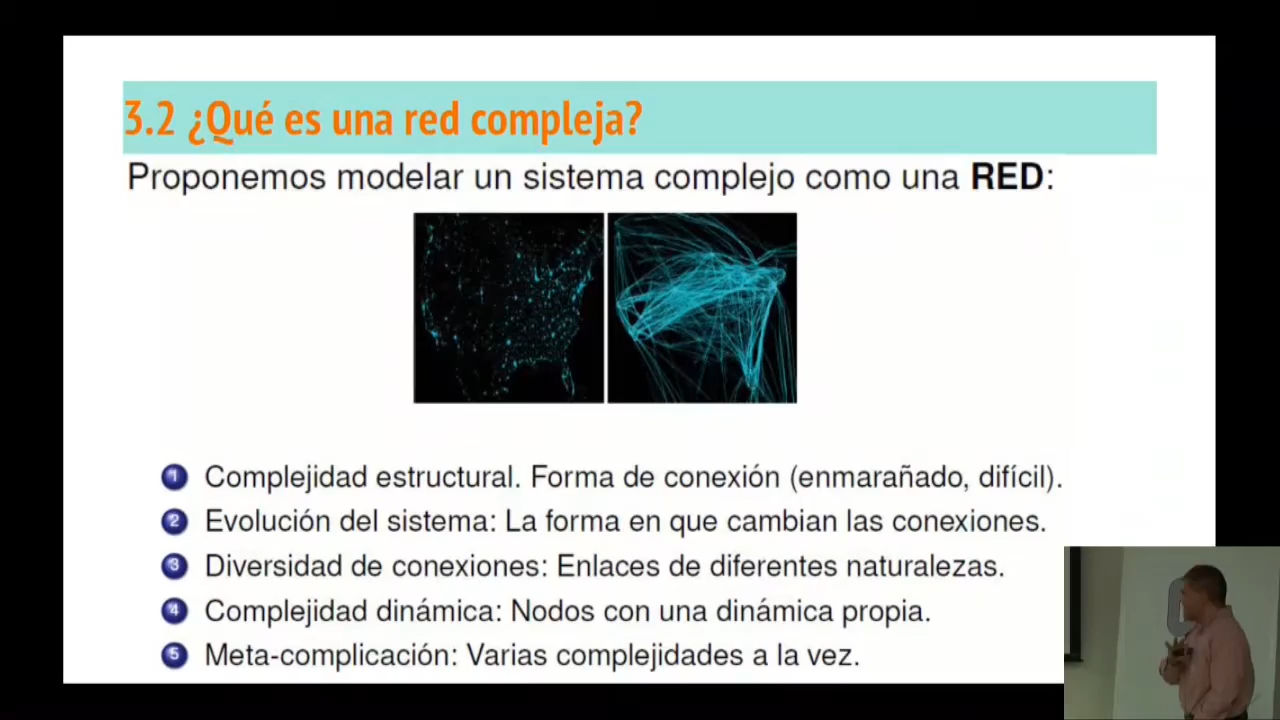 3.2 ¿Qué es una red compleja?
Proponemos modelar un sistema complejo como una RED:
1 Complejidad estructural. Forma de conexión (enmarañado, difícil).
2 Evolución del sistema: La forma en que cambian las conexiones.
3 Diversidad de conexiones: Enlaces de diferentes naturalezas.
4 Complejidad dinámica: Nodos con una dinámica propia.
5 Meta-complicación: Varias complejidades a la vez.